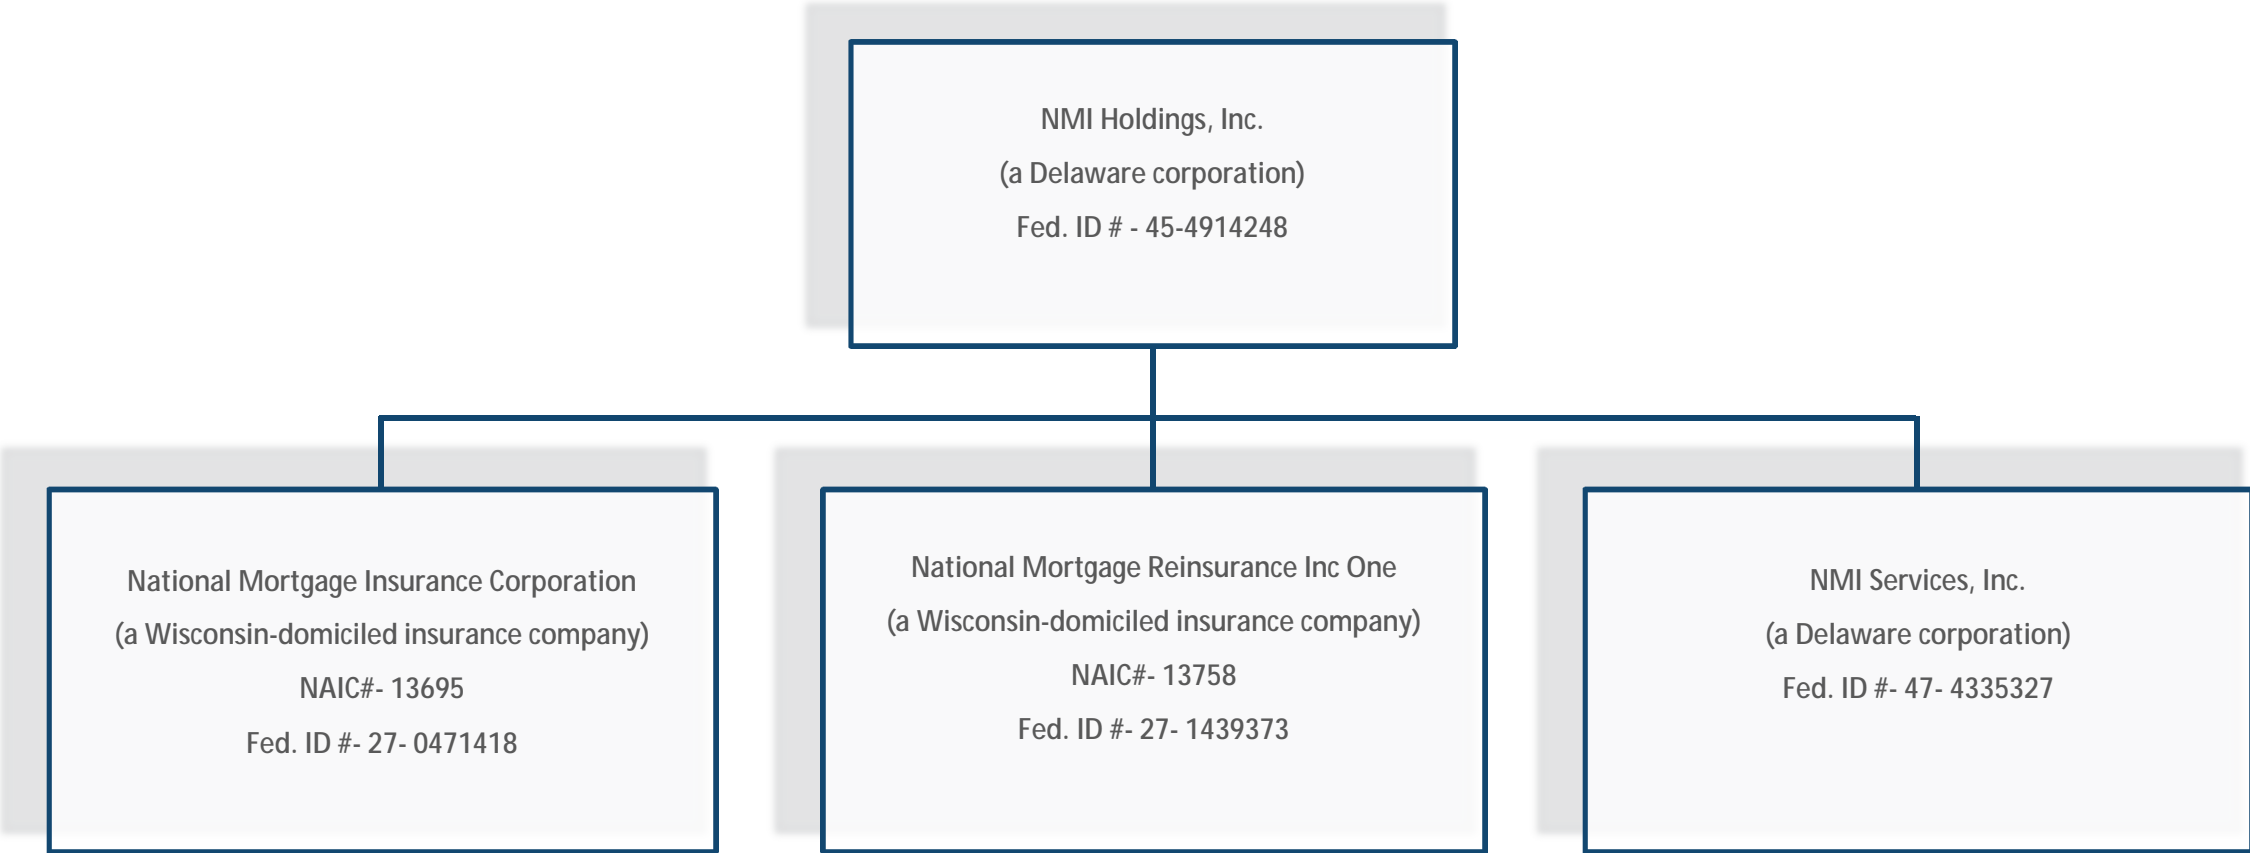 NMI Holdings, Inc.
(a Delaware corporation)
Fed. ID # - 45-4914248
National Mortgage Insurance Corporation
(a Wisconsin-domiciled insurance company)
NAIC#- 13695
Fed. ID #- 27- 0471418
National Mortgage Reinsurance Inc One
(a Wisconsin-domiciled insurance company)
NAIC#- 13758
Fed. ID #- 27- 1439373
NMI Services, Inc.
(a Delaware corporation)
Fed. ID #- 47- 4335327